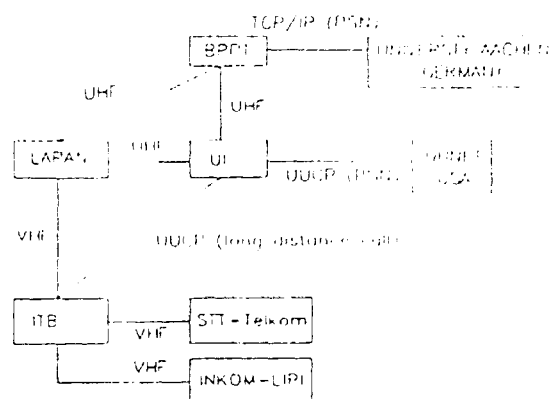 TCP/IP (PSN)
BPPT
UNIVERSITY AACHEN
GERMANY
UHF
UHF
LAPAN
UHF
UI
UUCP (PSN)
UUNET
USA
VHF
UUCP (long distance call)
ITB
VHF
STT-Telkom
VHF
INKOM-LIPI